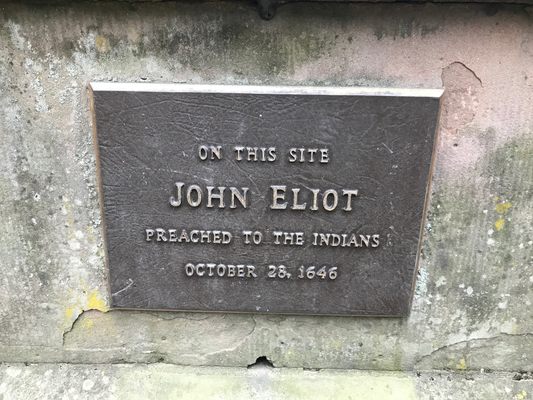 ON THIS SITE
JOHN ELIOT
PREACHED TO THE INDIANS
OCTOBER 28, 1646